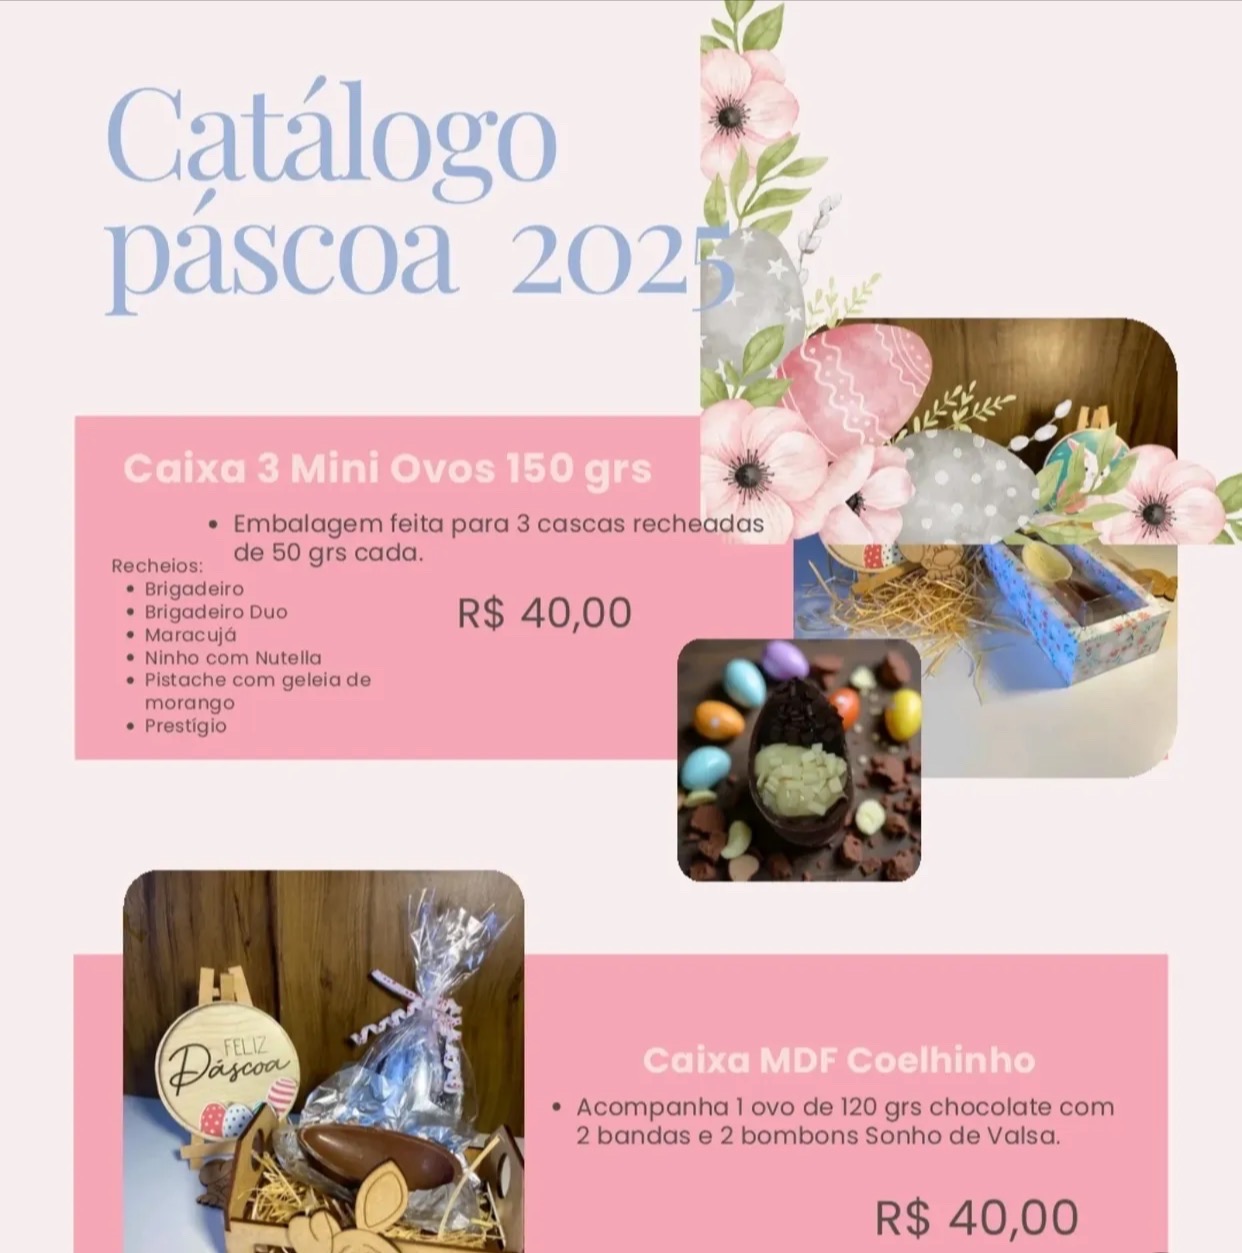 Catálogo
páscoa 2025
Caixa 3 Mini Ovos 150 grs
• Embalagem feita para 3 cascas recheadas
de 50 grs cada.
Recheios:
• Brigadeiro
• Brigadeiro Duo
• Maracujá
• Ninho com Nutella
• Pistache com geleia de
morango
• Prestígio
R$ 40,00
FELIZ
Páscoa
Caixa MDF Coelhinho
• Acompanha 1 ovo de 120 grs chocolate com
2 bandas e 2 bombons Sonho de Valsa.
R$ 40,00